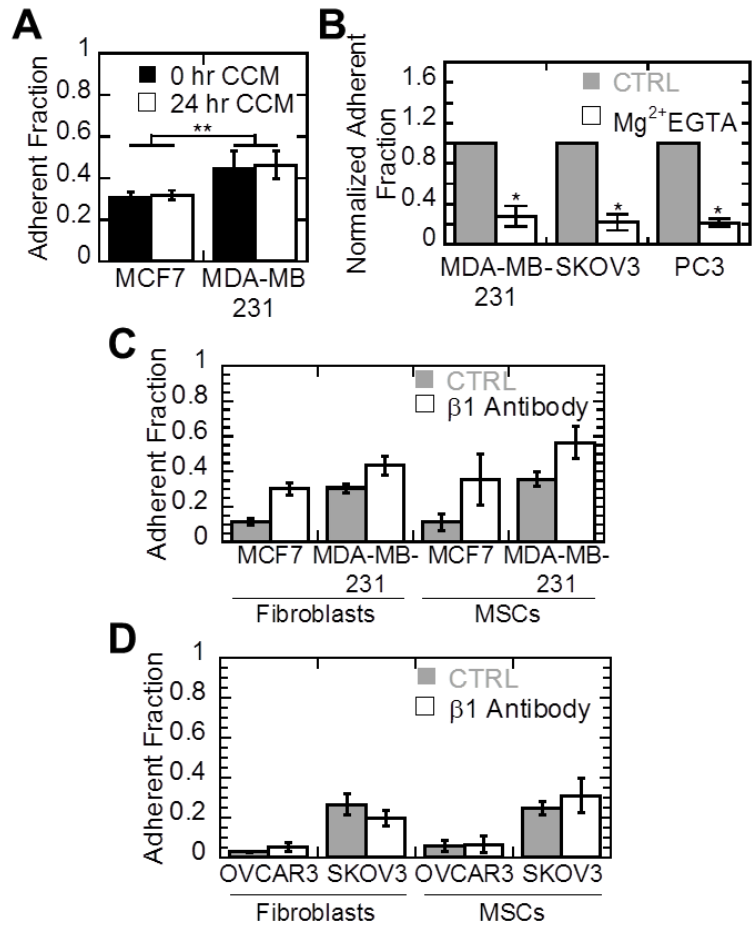 A
Adherent Fraction
1
0.8
0.6
0.4
0.2
0
0 hr CCM
24 hr CCM
**
MCF7
MDA-MB
231
B
Normalized Adherent
Fraction
1.6
1.2
0.8
0.4
0
CTRL
Mg²⁺EGTA
*
*
*
MDA-MB-
231
SKOV3
PC3
C
Adherent Fraction
1
0.8
0.6
0.4
0.2
0
CTRL
β1 Antibody
MCF7
MDA-MB-
231
MCF7
MDA-MB-
231
Fibroblasts
MSCs
D
Adherent Fraction
1
0.8
0.6
0.4
0.2
0
CTRL
β1 Antibody
OVCAR3
SKOV3
OVCAR3
SKOV3
Fibroblasts
MSCs